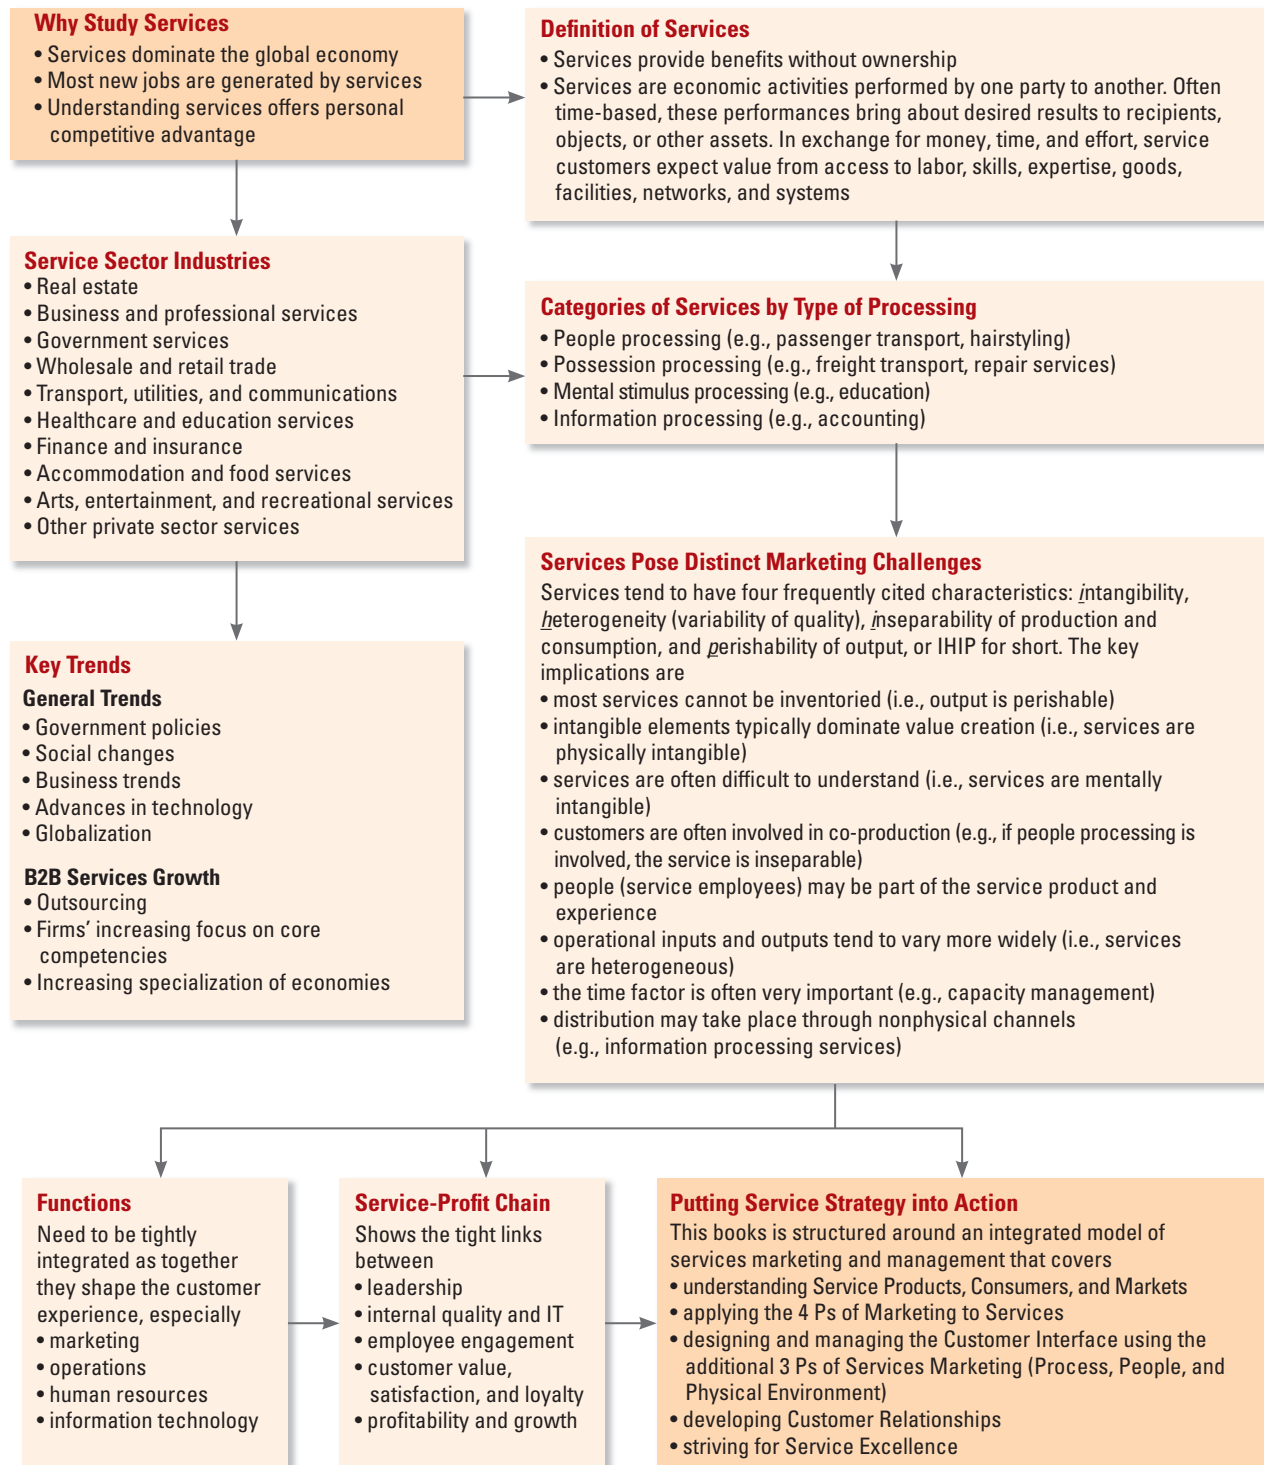 Why Study Services
• Services dominate the global economy
• Most new jobs are generated by services
• Understanding services offers personal
competitive advantage
Definition of Services
• Services provide benefits without ownership
• Services are economic activities performed by one party to another. Often
time-based, these performances bring about desired results to recipients,
objects, or other assets. In exchange for money, time, and effort, service
customers expect value from access to labor, skills, expertise, goods,
facilities, networks, and systems
Service Sector Industries
• Real estate
• Business and professional services
• Government services
• Wholesale and retail trade
• Transport, utilities, and communications
• Healthcare and education services
• Finance and insurance
• Accommodation and food services
• Arts, entertainment, and recreational services
• Other private sector services
Categories of Services by Type of Processing
• People processing (e.g., passenger transport, hairstyling)
• Possession processing (e.g., freight transport, repair services)
• Mental stimulus processing (e.g., education)
• Information processing (e.g., accounting)
Key Trends
General Trends
• Government policies
• Social changes
• Business trends
• Advances in technology
• Globalization
B2B Services Growth
• Outsourcing
• Firms' increasing focus on core
competencies
• Increasing specialization of economies
Services Pose Distinct Marketing Challenges
Services tend to have four frequently cited characteristics: intangibility,
heterogeneity (variability of quality), inseparability of production and
consumption, and perishability of output, or IHIP for short. The key
implications are
• most services cannot be inventoried (i.e., output is perishable)
• intangible elements typically dominate value creation (i.e., services are
physically intangible)
• services are often difficult to understand (i.e., services are mentally
intangible)
• customers are often involved in co-production (e.g., if people processing is
involved, the service is inseparable)
• people (service employees) may be part of the service product and
experience
• operational inputs and outputs tend to vary more widely (i.e., services
are heterogeneous)
• the time factor is often very important (e.g., capacity management)
• distribution may take place through nonphysical channels
(e.g., information processing services)
Functions
Need to be tightly
integrated as together
they shape the customer
experience, especially
• marketing
• operations
• human resources
• information technology
Service-Profit Chain
Shows the tight links
between
• leadership
• internal quality and IT
• employee engagement
• customer value,
satisfaction, and loyalty
• profitability and growth
Putting Service Strategy into Action
This books is structured around an integrated model of
services marketing and management that covers
• understanding Service Products, Consumers, and Markets
• applying the 4 Ps of Marketing to Services
• designing and managing the Customer Interface using the
additional 3 Ps of Services Marketing (Process, People, and
Physical Environment)
• developing Customer Relationships
• striving for Service Excellence